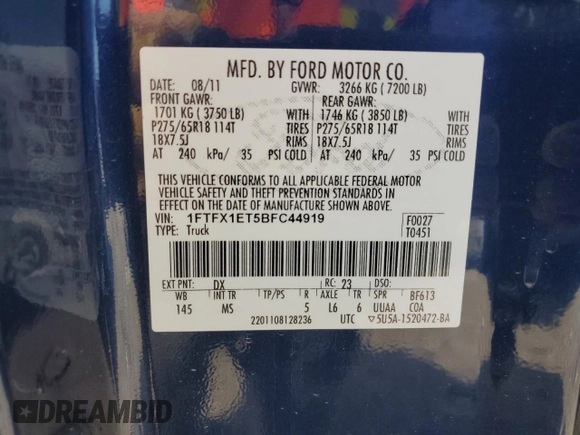 MFD. BY FORD MOTOR CO.
DATE: 08/11 GVWR: 3266 KG ( 7200 LB)
FRONT GAWR: REAR GAWR:
1701 KG ( 3750 LB) WITH 1746 KG ( 3850 LB) WITH
P275/65R18 114T TIRES P275/65R18 114T TIRES
18X7.5J RIMS 18X7.5J RIMS
AT 240 kPa/ 35 PSI COLD AT 240 kPa/ 35 PSI COLD
THIS VEHICLE CONFORMS TO ALL APPLICABLE FEDERAL MOTOR
VEHICLE SAFETY AND THEFT PREVENTION STANDARDS IN
EFFECT ON THE DATE OF MANUFACTURE SHOWN ABOVE.
VIN: 1FTFX1ET5BFC44919 F0027
TYPE: Truck T0451
EXT PNT: DX RC: 23 DSO:
WB INT TR TP/PS R AXLE TR SPR BF613
145 MS 5 L6 6 UUAA COA
2201108128236 UTC ▽5U5A-1520472-BA
DREAMBID